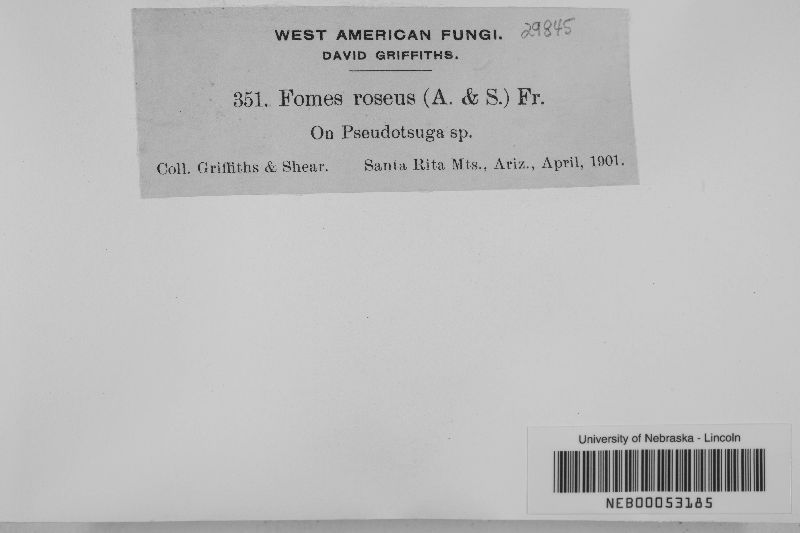 WEST AMERICAN FUNGI. 29845
DAVID GRIFFITHS.
351. Fomes roseus (A. & S.) Fr.
On Pseudotsuga sp.
Coll. Griffiths & Shear. Santa Rita Mts., Ariz., April, 1901.
University of Nebraska - Lincoln
NEB00053185